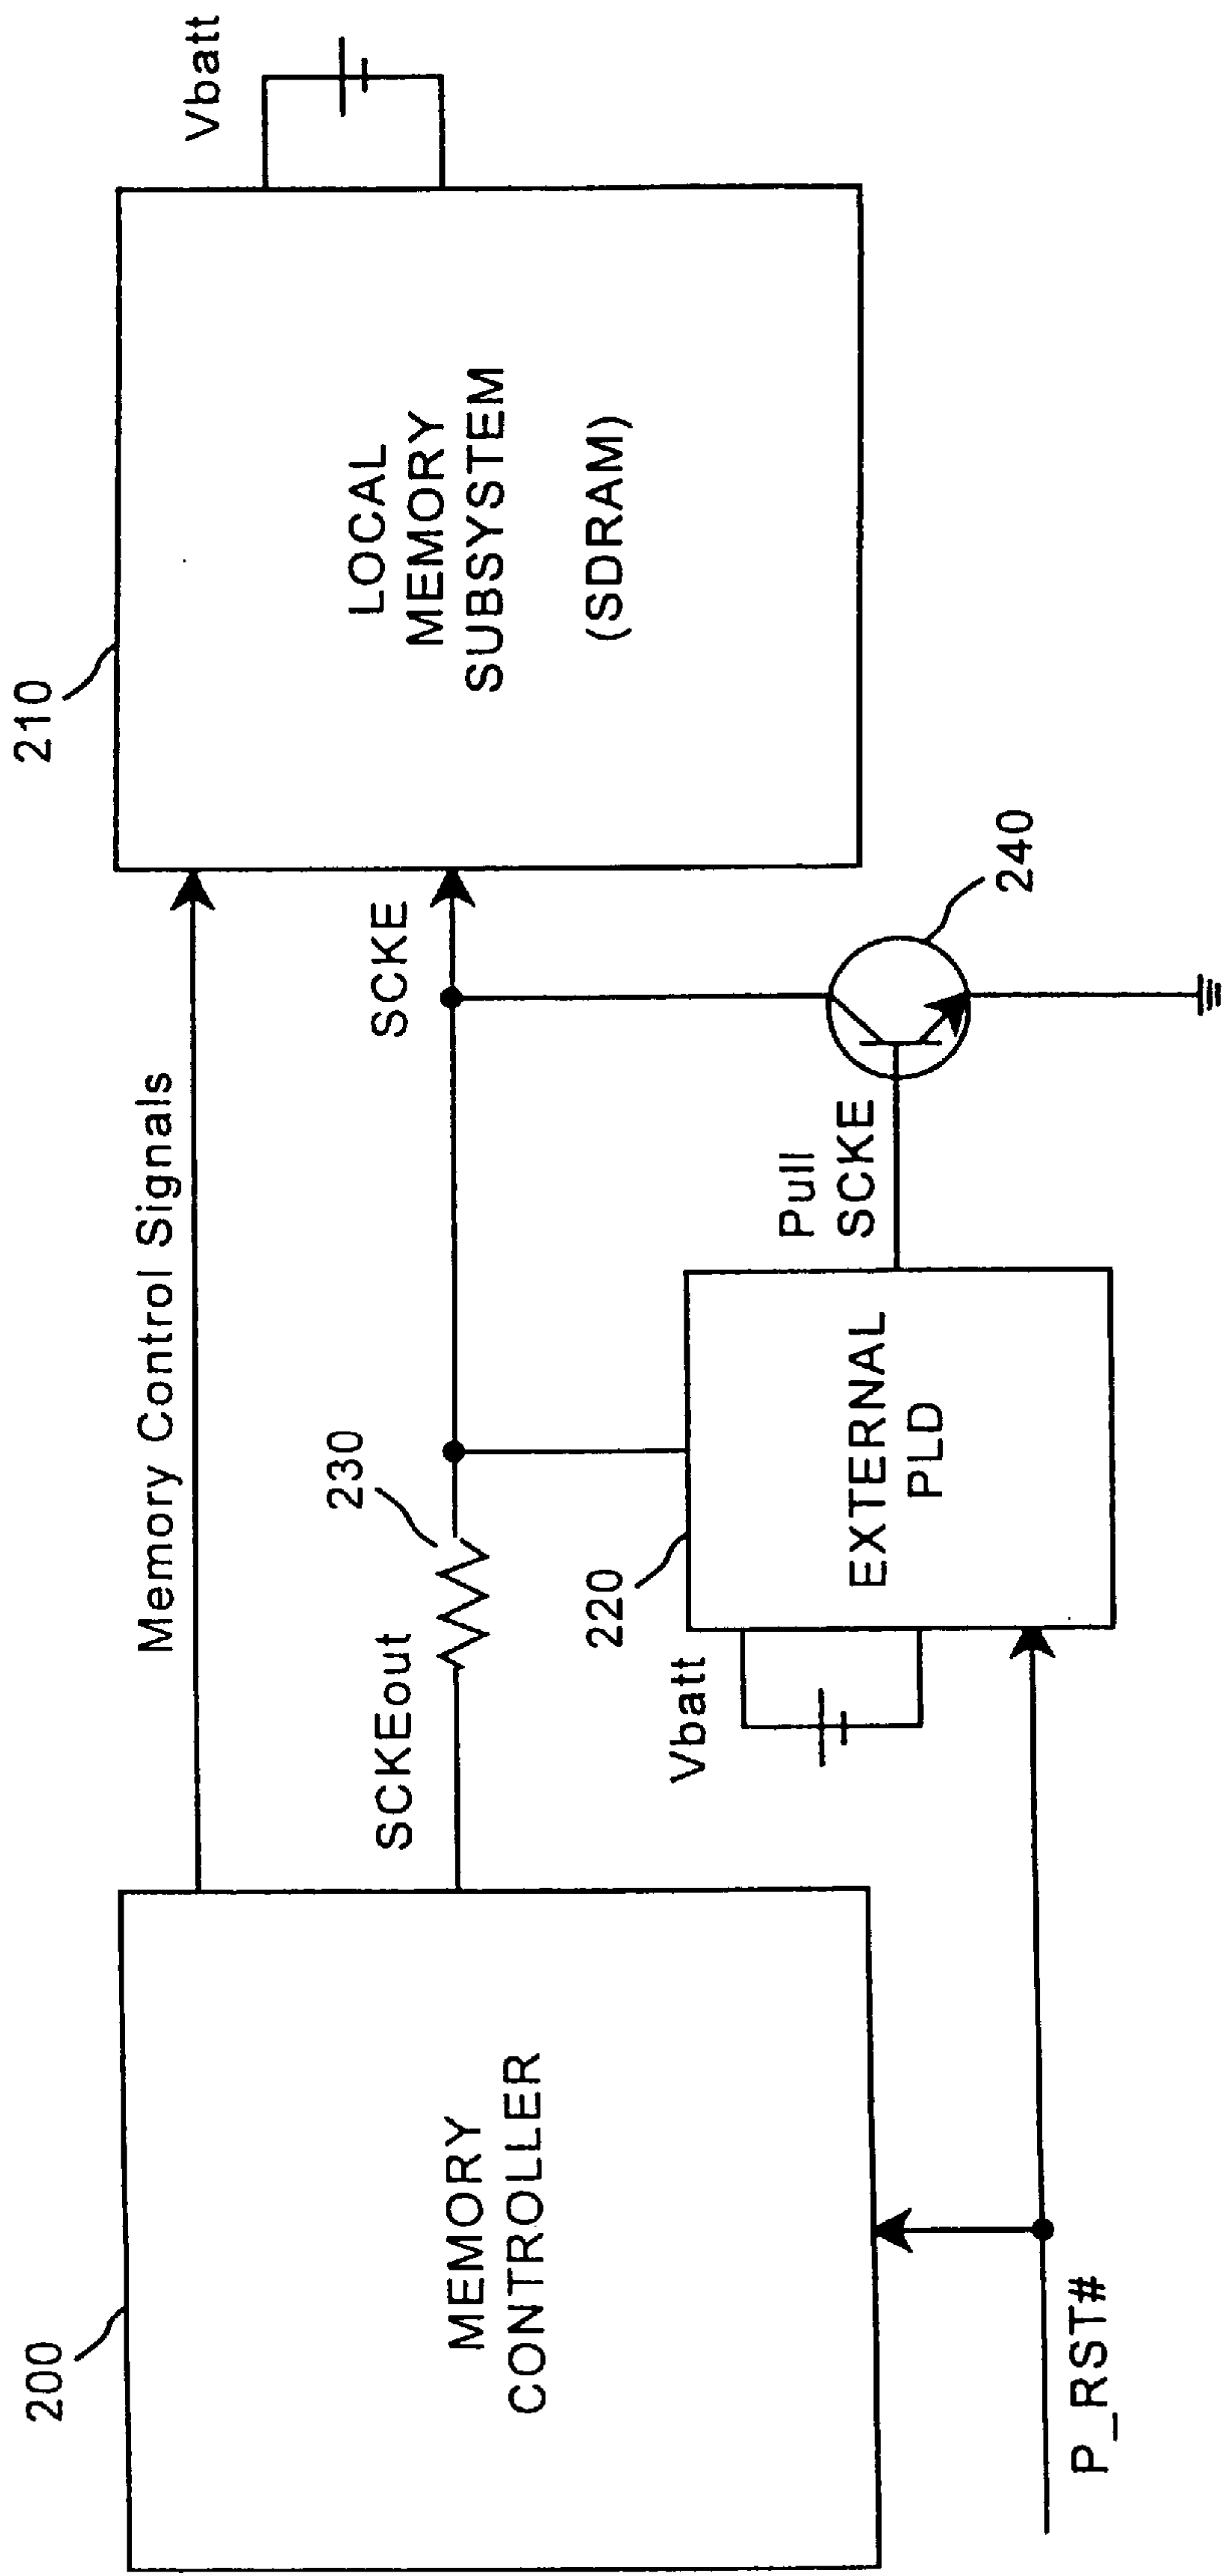 200
MEMORY
CONTROLLER
P_RST#
Memory Control Signals
SCKEout
230
SCKE
Vbatt
220
EXTERNAL
PLD
Pull
SCKE
240
210
LOCAL
MEMORY
SUBSYSTEM
(SDRAM)
Vbatt